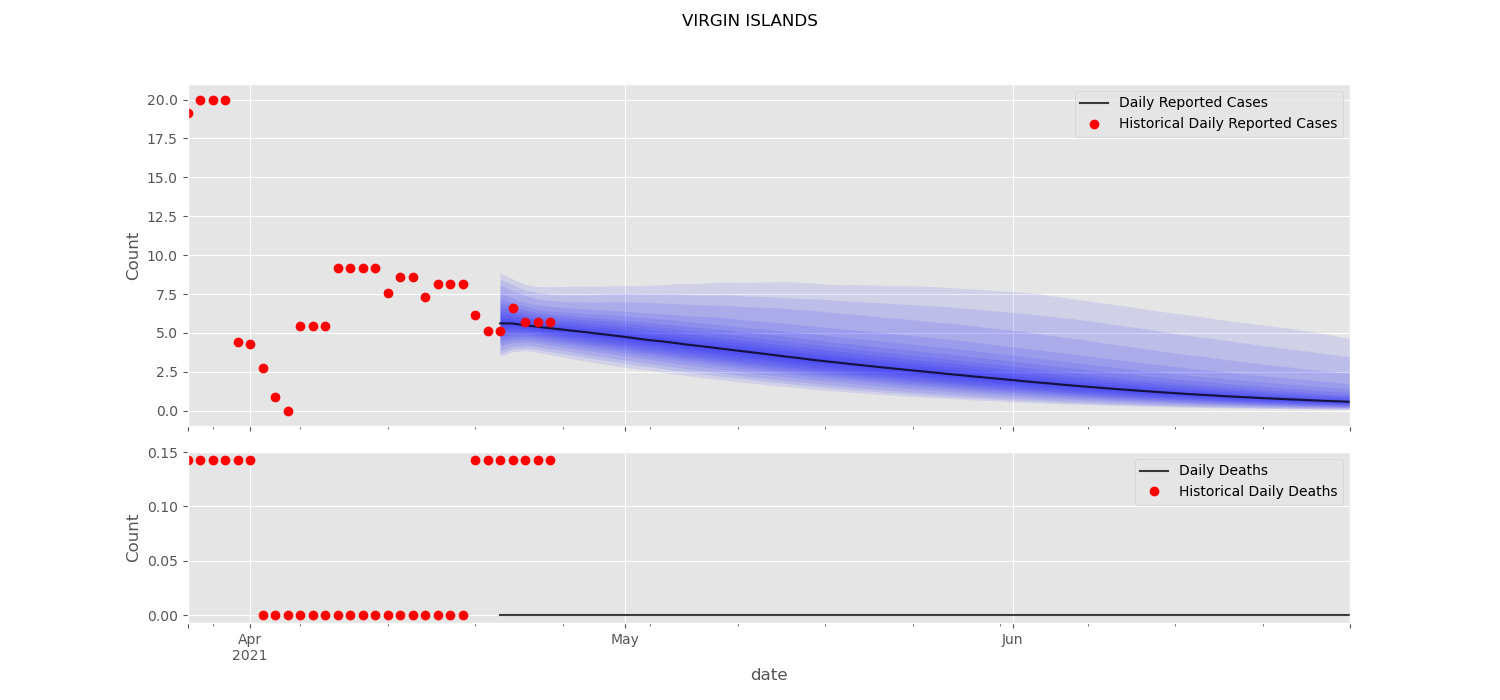 VIRGIN ISLANDS
Daily Reported Cases
Historical Daily Reported Cases
Count
20.0
17.5
15.0
12.5
10.0
7.5
5.0
2.5
0.0
Daily Deaths
Historical Daily Deaths
Count
0.15
0.10
0.05
0.00
Apr
2021
May
Jun
date